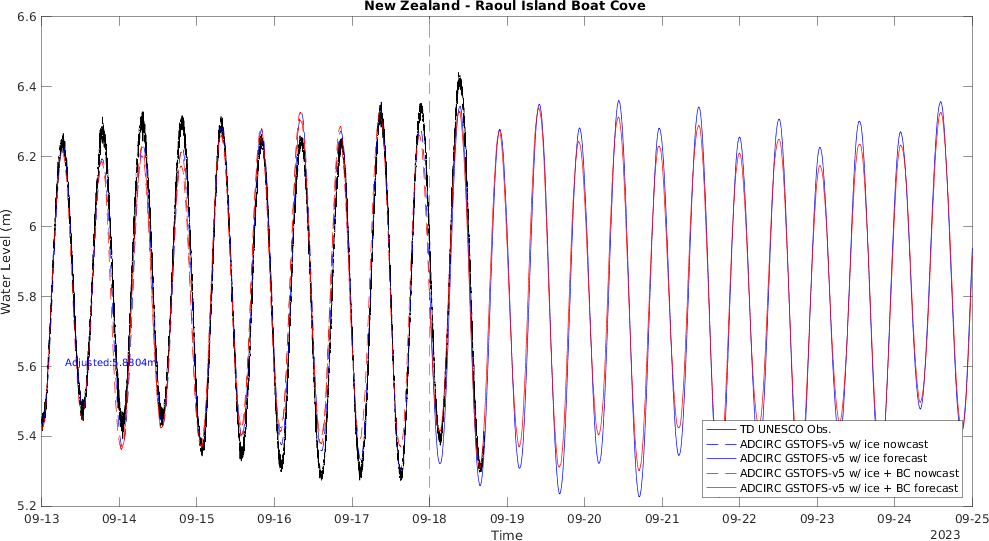 New Zealand - Raoul Island Boat Cove
6.6
6.4
6.2
6
5.8
5.6
5.4
5.2
Water Level (m)
Adjusted:5.8304m
TD UNESCO Obs.
ADCIRC GSTOFS-v5 w/ ice nowcast
ADCIRC GSTOFS-v5 w/ ice forecast
ADCIRC GSTOFS-v5 w/ ice + BC nowcast
ADCIRC GSTOFS-v5 w/ ice + BC forecast
09-13 09-14 09-15 09-16 09-17 09-18 09-19 09-20 09-21 09-22 09-23 09-24 09-25
Time
2023